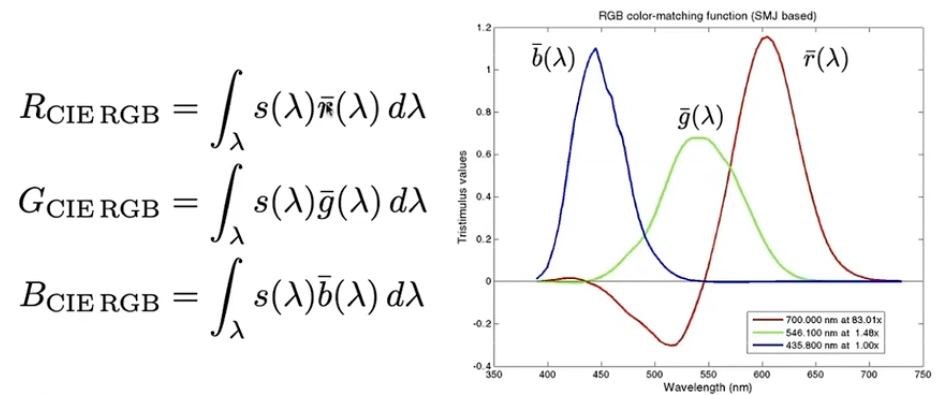 R_CIE RGB = ∫_λ s(λ)r̄(λ) dλ
G_CIE RGB = ∫_λ s(λ)ḡ(λ) dλ
B_CIE RGB = ∫_λ s(λ)b̄(λ) dλ
RGB color-matching function (SMJ based)
b̄(λ)
r̄(λ)
ḡ(λ)
Tristimulus values
1.2
1
0.8
0.6
0.4
0.2
0
-0.2
-0.4
700.000 nm at 83.01x
546.100 nm at 1.48x
435.800 nm at 1.00x
350 400 450 500 550 600 650 700 750
Wavelength (nm)